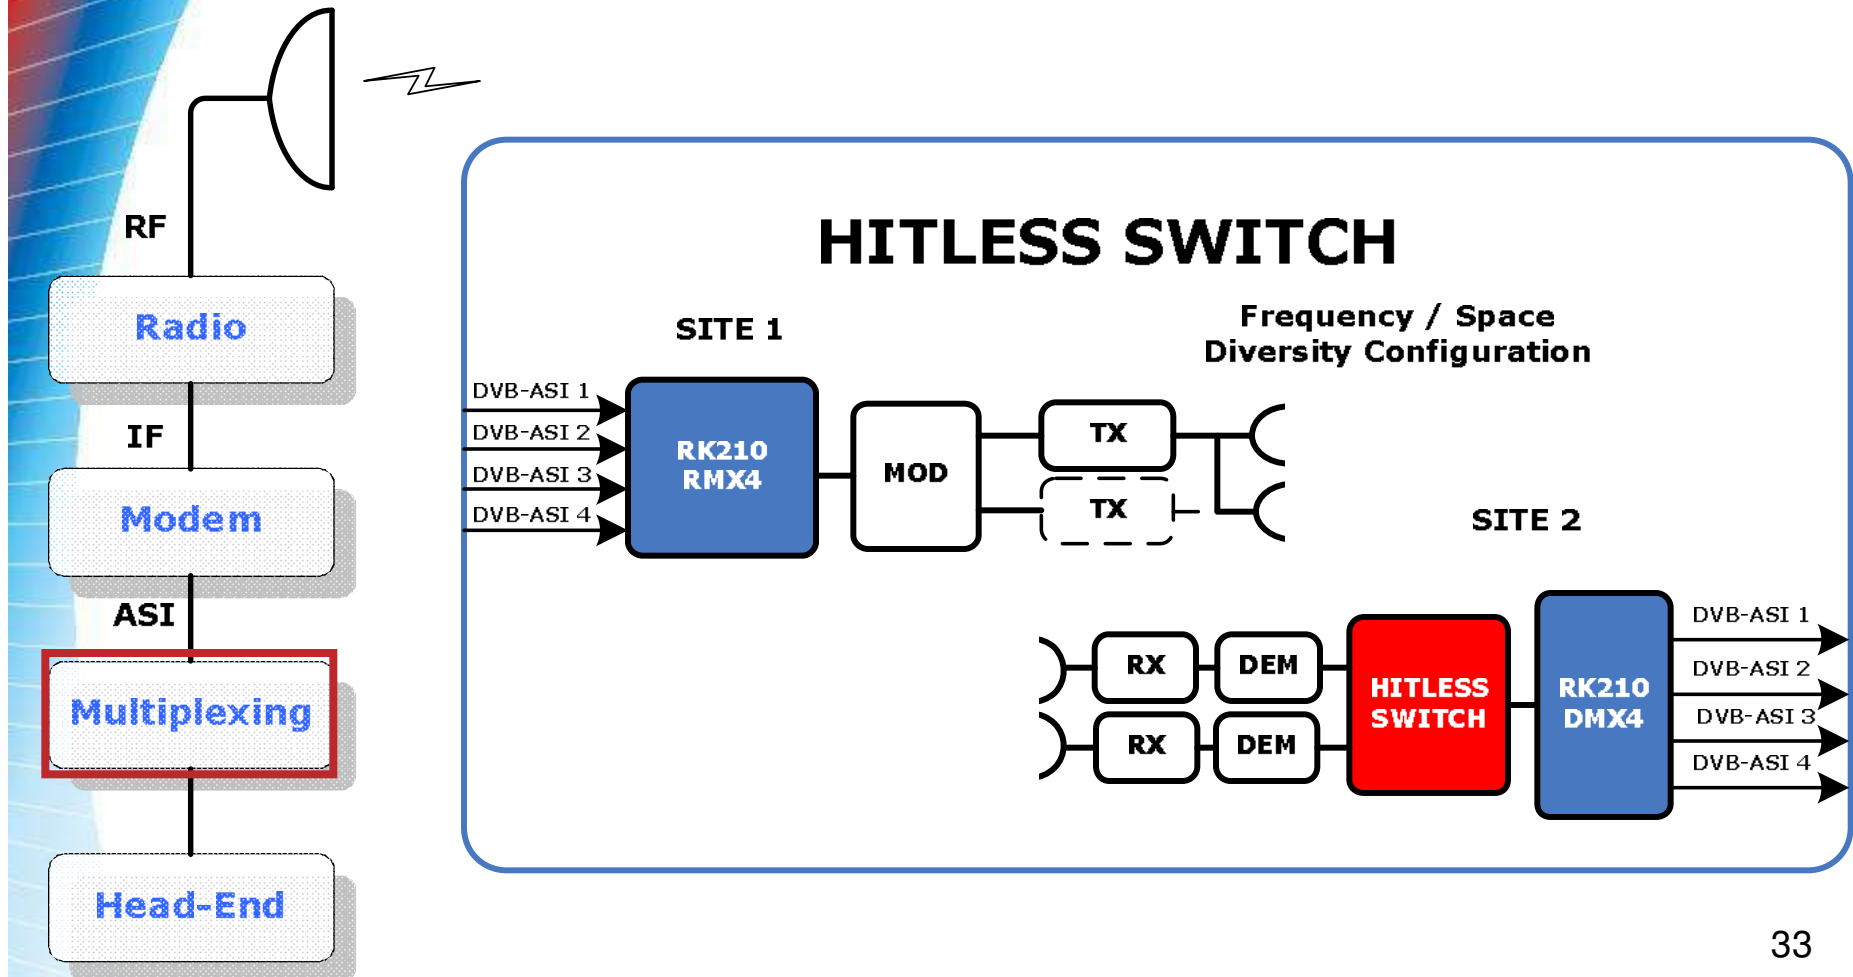 RF
Radio
IF
Modem
ASI
Multiplexing
Head-End
HITLESS SWITCH
SITE 1
Frequency / Space
Diversity Configuration
DVB-ASI 1
DVB-ASI 2
DVB-ASI 3
DVB-ASI 4
RK210
RMX4
MOD
TX
TX
SITE 2
RX
DEM
RX
DEM
HITLESS
SWITCH
RK210
DMX4
DVB-ASI 1
DVB-ASI 2
DVB-ASI 3
DVB-ASI 4
33